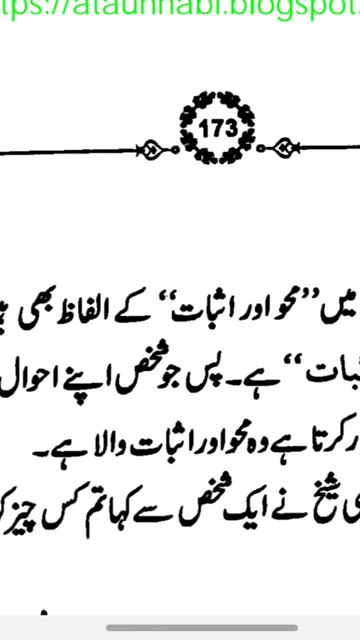 tps://ataunnabi.blogspot.
173
میں ’’محو اور اثبات‘‘ کے الفاظ بھی
بات‘‘ ہے۔ پس جو شخص اپنے احوال
کرتا ہے وہ محو اور اثبات والا ہے۔
شیخ نے ایک شخص سے کہا تم کس چیز